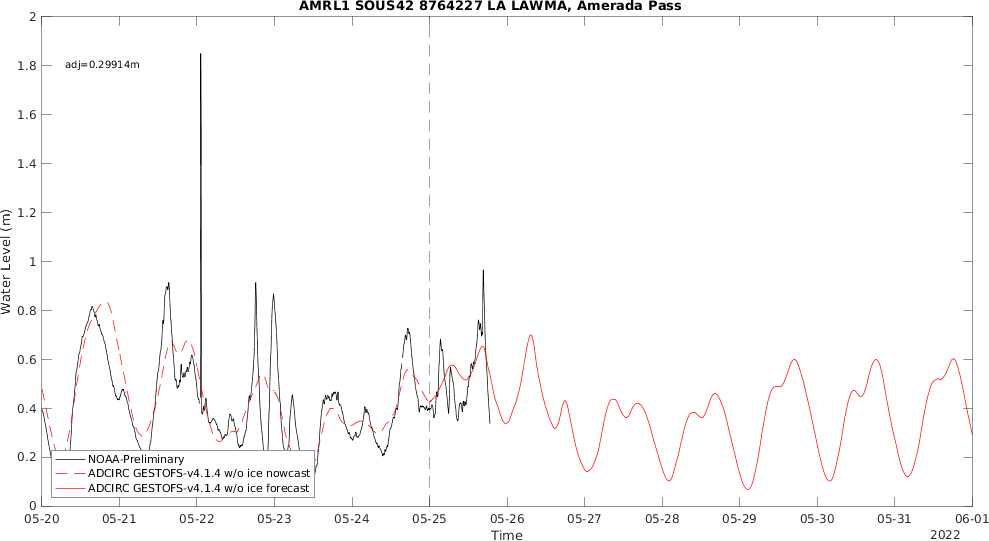 AMRL1 SOUS42 8764227 LA LAWMA, Amerada Pass
adj=0.29914m
2
1.8
1.6
1.4
1.2
1
0.8
0.6
0.4
0.2
0
Water Level (m)
NOAA-Preliminary
ADCIRC GESTOFS-v4.1.4 w/o ice nowcast
ADCIRC GESTOFS-v4.1.4 w/o ice forecast
05-20 05-21 05-22 05-23 05-24 05-25 05-26 05-27 05-28 05-29 05-30 05-31 06-01
Time
2022